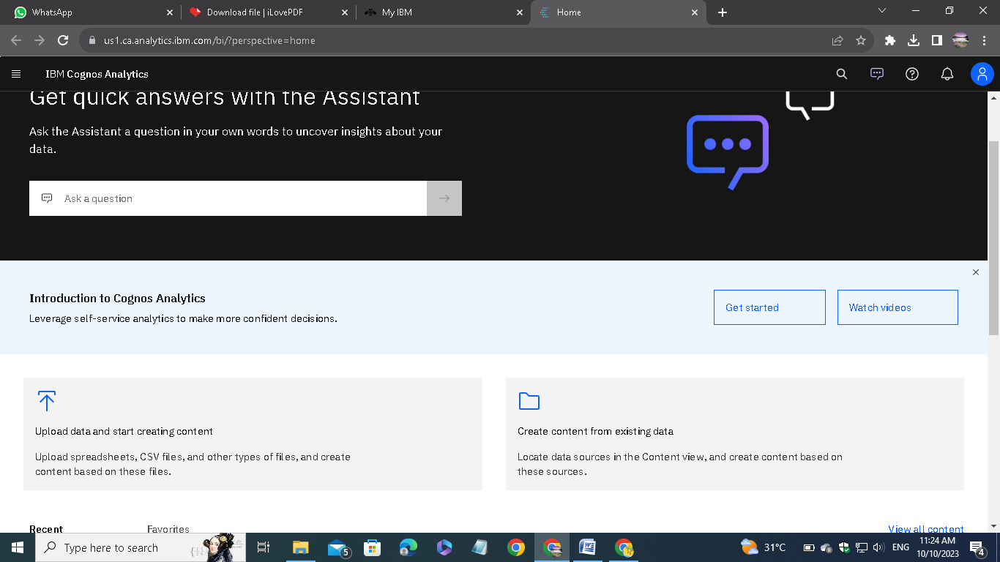 WhatsApp
Download file | iLovePDF
My IBM
Home
us1.ca.analytics.ibm.com/bi/?perspective=home
IBM Cognos Analytics
Get quick answers with the Assistant
Ask the Assistant a question in your own words to uncover insights about your
data.
Ask a question
Introduction to Cognos Analytics
Leverage self-service analytics to make more confident decisions.
Get started
Watch videos
Upload data and start creating content
Upload spreadsheets, CSV files, and other types of files, and create
content based on these files.
Create content from existing data
Locate data sources in the Content view, and create content based on
these sources.
Recent
Favorites
View all content
Type here to search
5
31°C
ENG
11:24 AM
10/10/2023
4